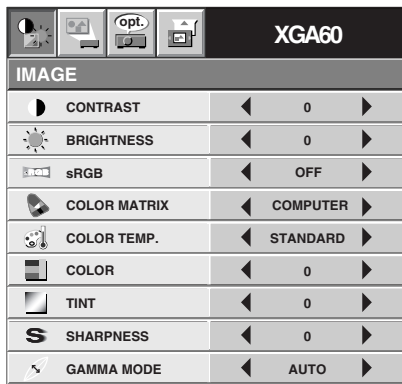 opt. XGA60
IMAGE
CONTRAST 0
BRIGHTNESS 0
sRGB OFF
COLOR MATRIX COMPUTER
COLOR TEMP. STANDARD
COLOR 0
TINT 0
S SHARPNESS 0
GAMMA MODE AUTO